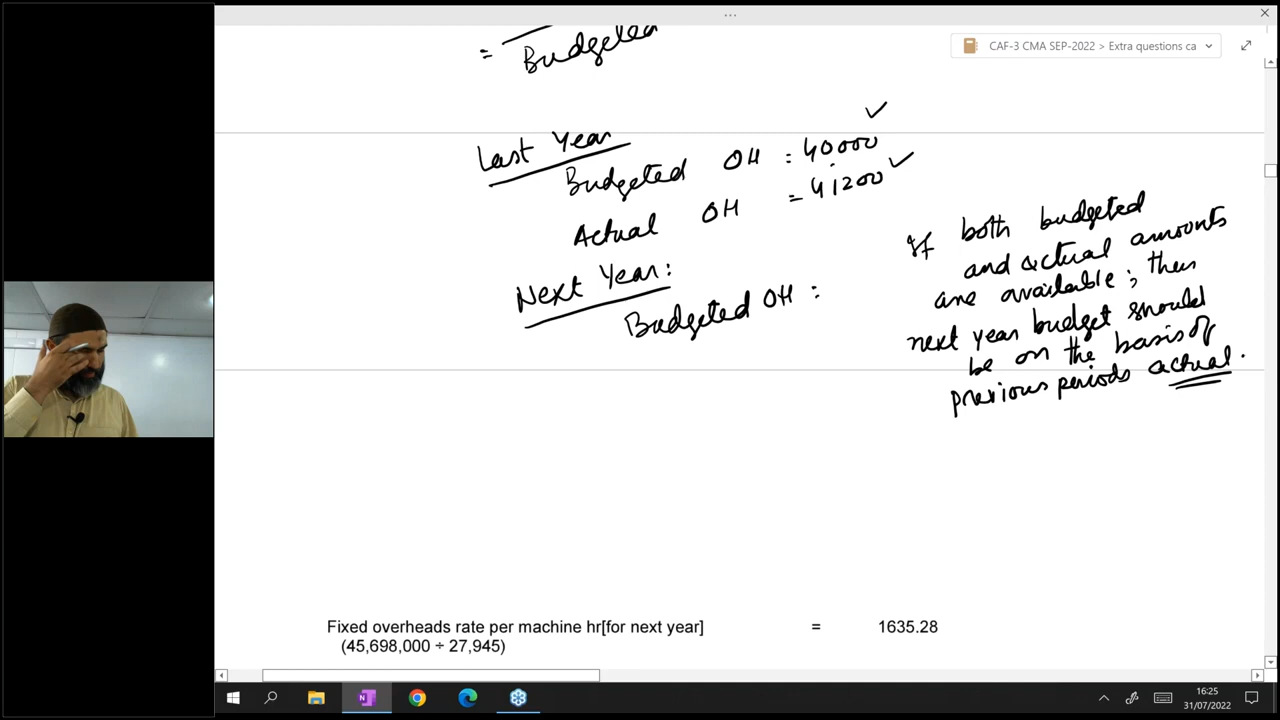 CAF-3 CMA SEP-2022 > Extra questions ca
= Budgeted
Last Year
Budgeted OH : 40000
Actual OH = 41200
Next Year:
Budgeted OH :
If both budgeted
and actual amounts
are available; then
next year budget should
be on the basis of
previous periods actual.
Fixed overheads rate per machine hr[for next year] = 1635.28
(45,698,000 ÷ 27,945)
16:25
31/07/2022